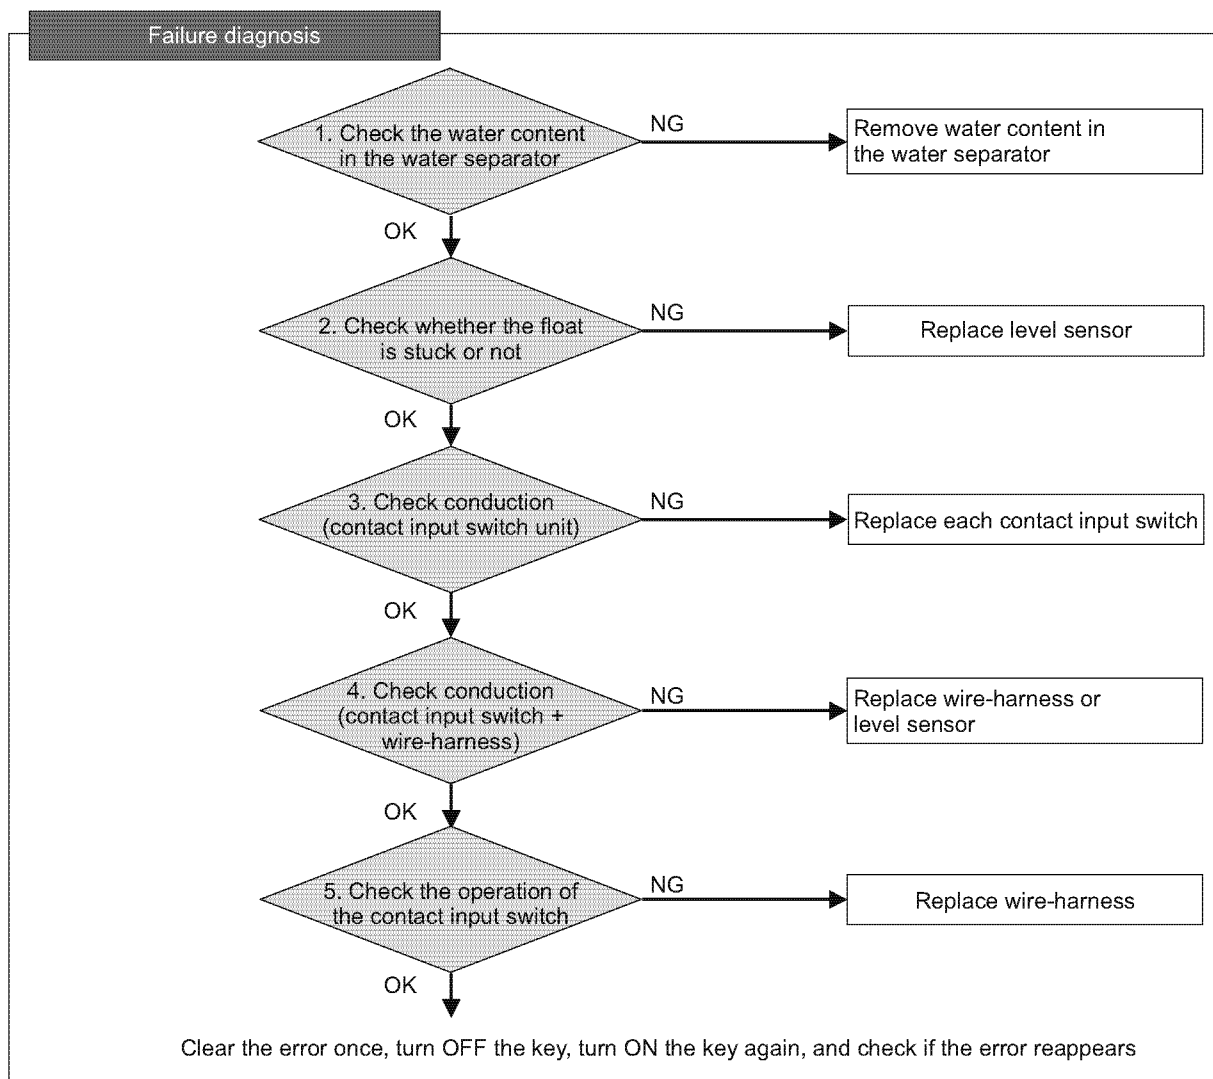 Failure diagnosis
1. Check the water content
in the water separator
NG
Remove water content in
the water separator
OK
2. Check whether the float
is stuck or not
NG
Replace level sensor
OK
3. Check conduction
(contact input switch unit)
NG
Replace each contact input switch
OK
4. Check conduction
(contact input switch +
wire-harness)
NG
Replace wire-harness or
level sensor
OK
5. Check the operation of
the contact input switch
NG
Replace wire-harness
OK
Clear the error once, turn OFF the key, turn ON the key again, and check if the error reappears